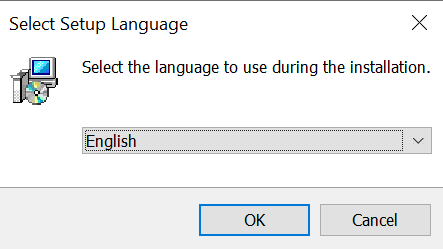 Select Setup Language
Select the language to use during the installation.
English
OK
Cancel